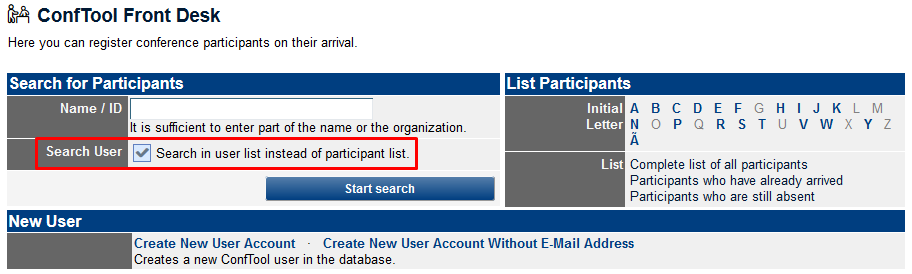 ConfTool Front Desk
Here you can register conference participants on their arrival.
Search for Participants
Name / ID
It is sufficient to enter part of the name or the organization.
Search User
Search in user list instead of participant list.
Start search
List Participants
Initial Letter
A B C D E F G H I J K L M
N O P Q R S T U V W X Y Z
Ã
List
Complete list of all participants
Participants who have already arrived
Participants who are still absent
New User
Create New User Account · Create New User Account Without E-Mail Address
Creates a new ConfTool user in the database.